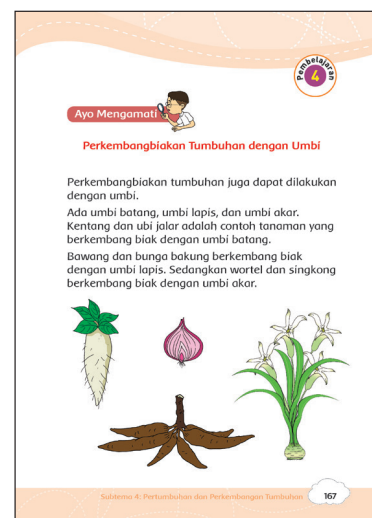 Pembelajaran
4
Ayo Mengamati
Perkembangbiakan Tumbuhan dengan Umbi
Perkembangbiakan tumbuhan juga dapat dilakukan
dengan umbi.
Ada umbi batang, umbi lapis, dan umbi akar.
Kentang dan ubi jalar adalah contoh tanaman yang
berkembang biak dengan umbi batang.
Bawang dan bunga bakung berkembang biak
dengan umbi lapis. Sedangkan wortel dan singkong
berkembang biak dengan umbi akar.
Subtema 4: Pertumbuhan dan Perkembangan Tumbuhan
167